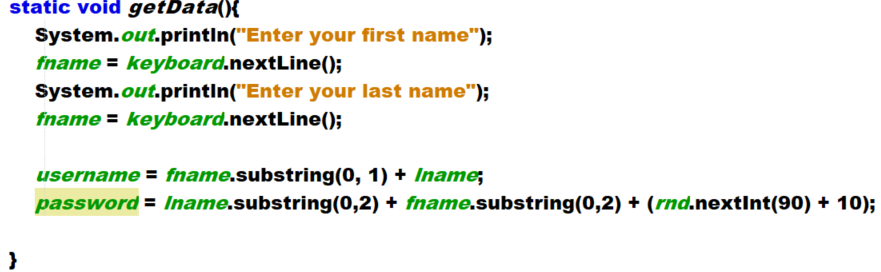 static void getData(){
System.out.println("Enter your first name");
fname = keyboard.nextLine();
System.out.println("Enter your last name");
fname = keyboard.nextLine();
username = fname.substring(0, 1) + lname;
password = lname.substring(0,2) + fname.substring(0,2) + (rnd.nextInt(90) + 10);
}